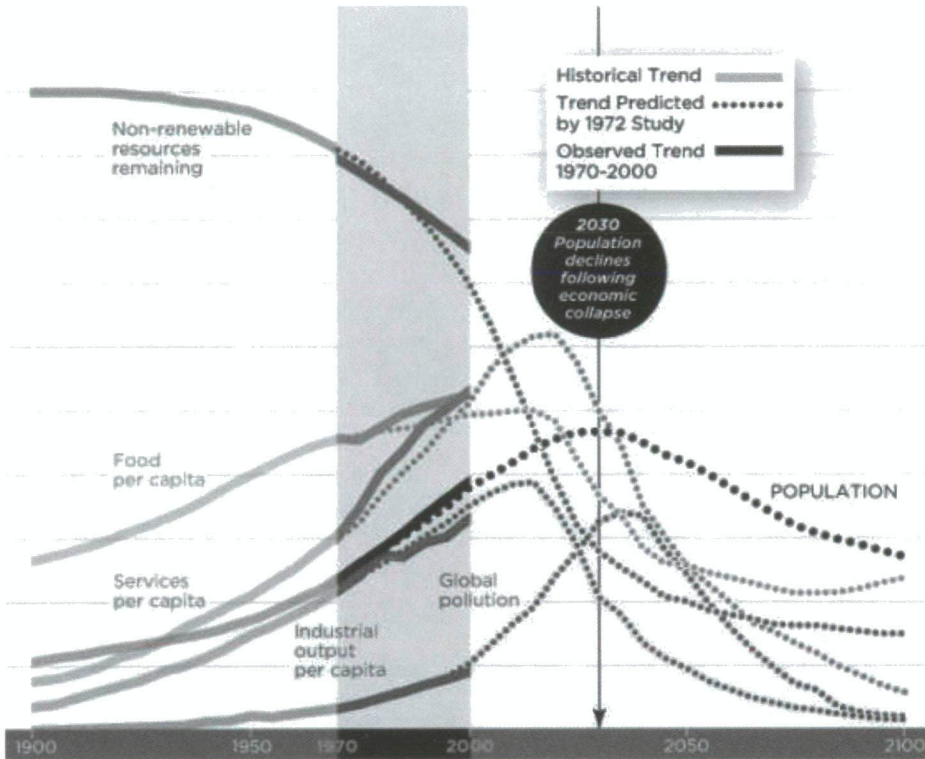 Historical Trend
Trend Predicted
by 1972 Study
Observed Trend
1970-2000
Non-renewable
resources
remaining
2030
Population
declines
following
economic
collapse
Food
per capita
POPULATION
Services
per capita
Global
pollution
Industrial
output
per capita
1900
1950
1970
2000
2050
2100